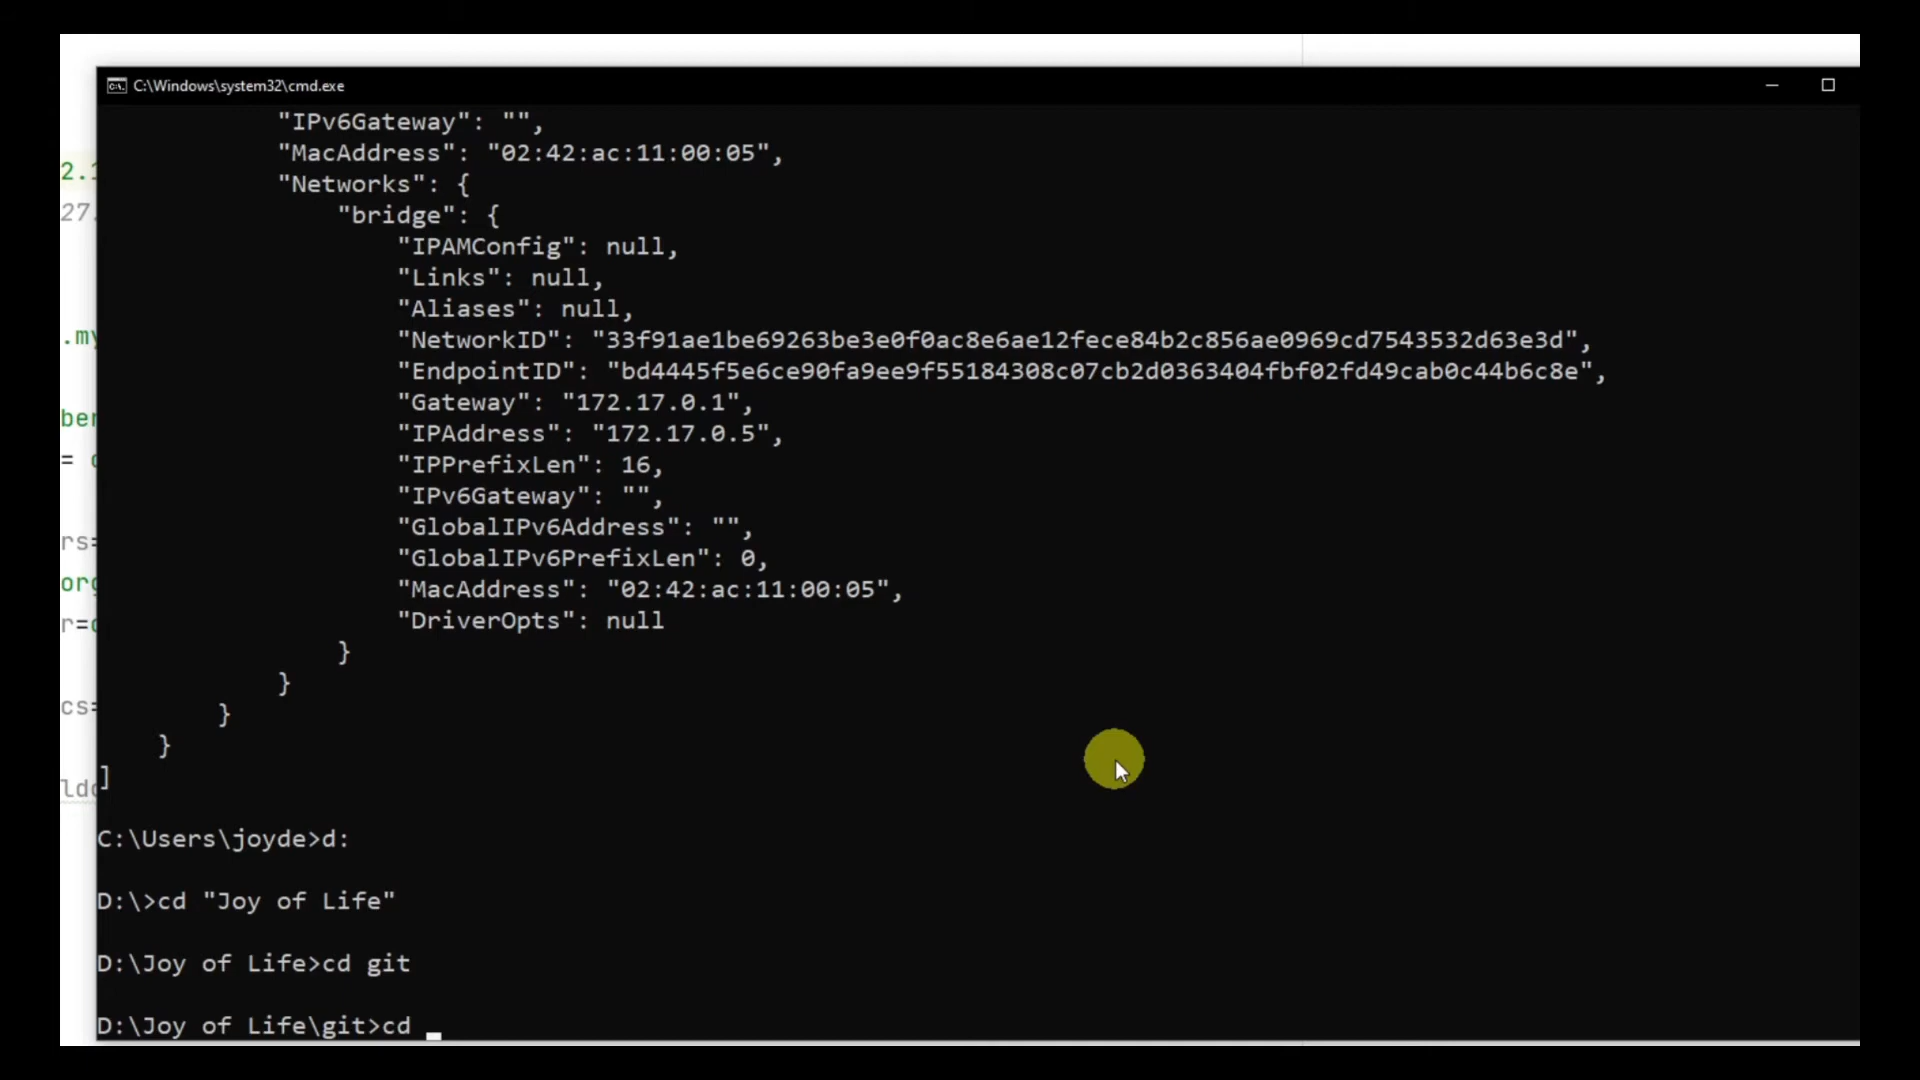 C:\Windows\system32\cmd.exe
"IPv6Gateway": "",
"MacAddress": "02:42:ac:11:00:05",
"Networks": {
"bridge": {
"IPAMConfig": null,
"Links": null,
"Aliases": null,
"NetworkID": "33f91ae1be69263be3e0f0ac8e6ae12fece84b2c856ae0969cd7543532d63e3d",
"EndpointID": "bd4445f5e6ce90fa9ee9f55184308c07cb2d0363404fbf02fd49cab0c44b6c8e",
"Gateway": "172.17.0.1",
"IPAddress": "172.17.0.5",
"IPPrefixLen": 16,
"IPv6Gateway": "",
"GlobalIPv6Address": "",
"GlobalIPv6PrefixLen": 0,
"MacAddress": "02:42:ac:11:00:05",
"DriverOpts": null
}
}
}
}
]
C:\Users\joyde>d:
D:\>cd "Joy of Life"
D:\Joy of Life>cd git
D:\Joy of Life\git>cd